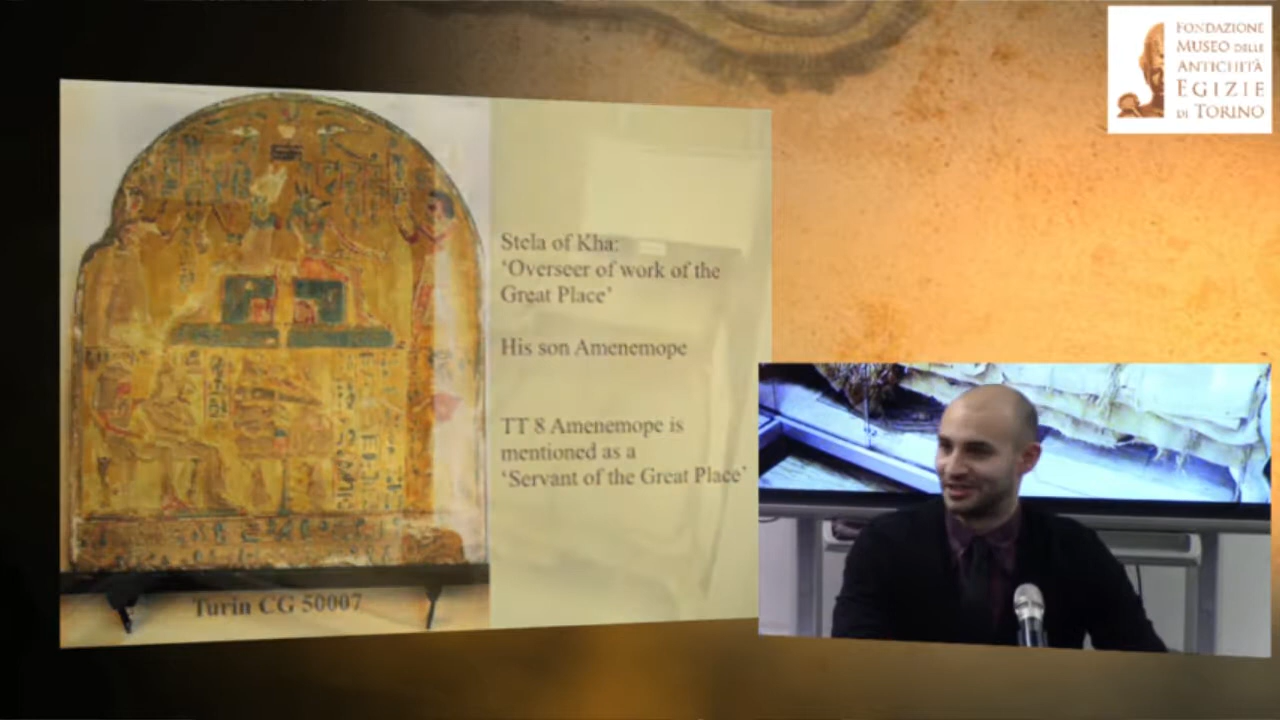 FONDAZIONE
MUSEO DELLE
ANTICHITÀ
EGIZIE
DI TORINO
Stela of Kha:
‘Overseer of work of the
Great Place’
His son Amenemope
TT 8 Amenemope is
mentioned as a
‘Servant of the Great Place’
Turin CG 50007